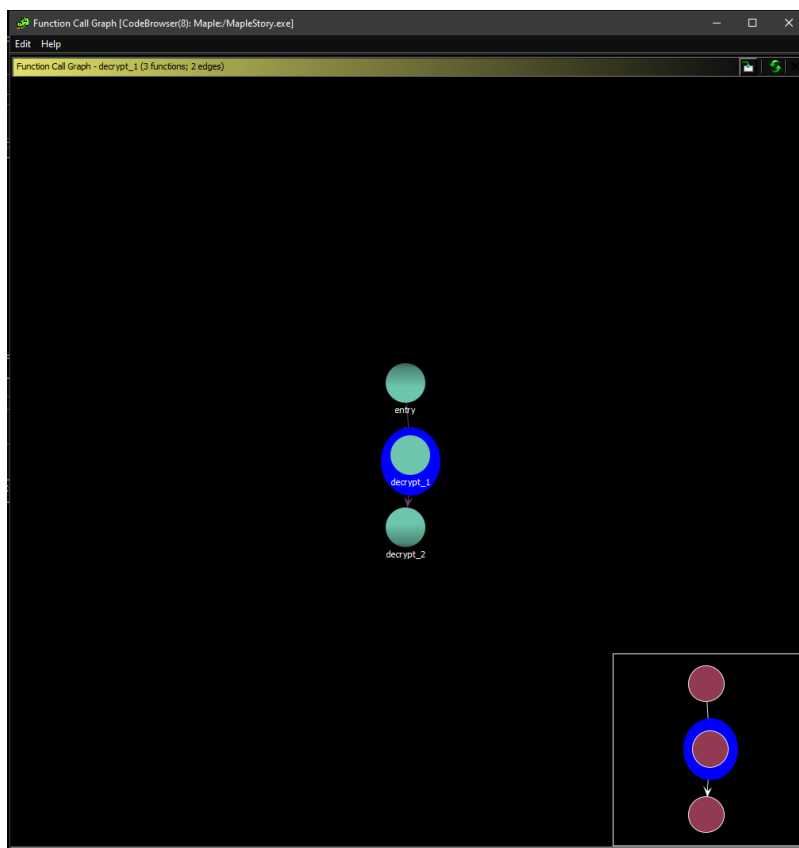 Function Call Graph [CodeBrowser(8): Maple:/MapleStory.exe]
Edit Help
Function Call Graph - decrypt_1 (3 functions; 2 edges)
entry
decrypt_1
decrypt_2